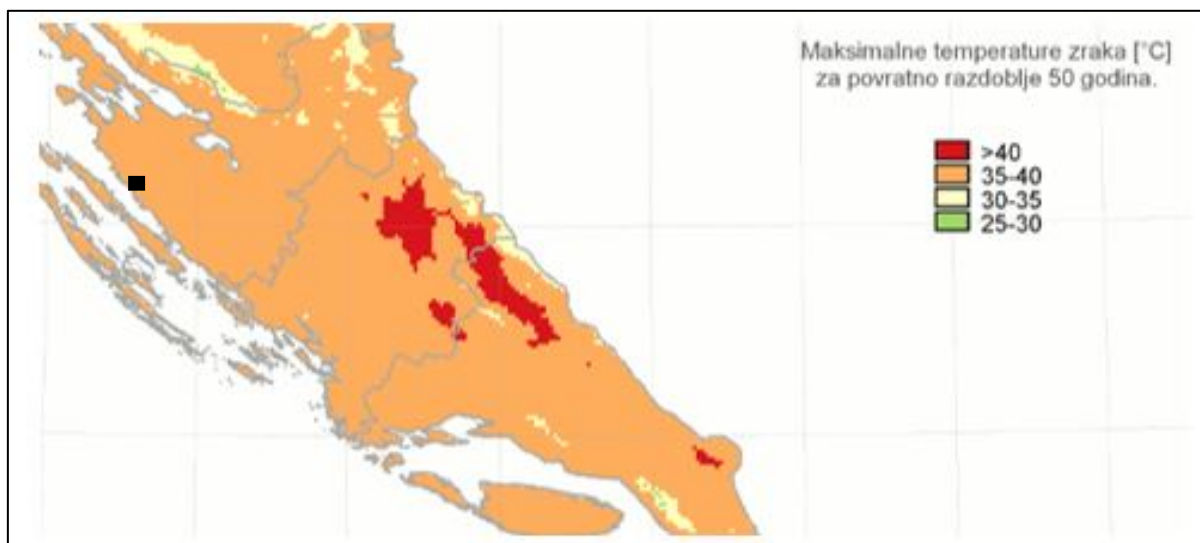 Maksimalne temperature zraka [°C]
za povratno razdoblje 50 godina.
>40
35-40
30-35
25-30